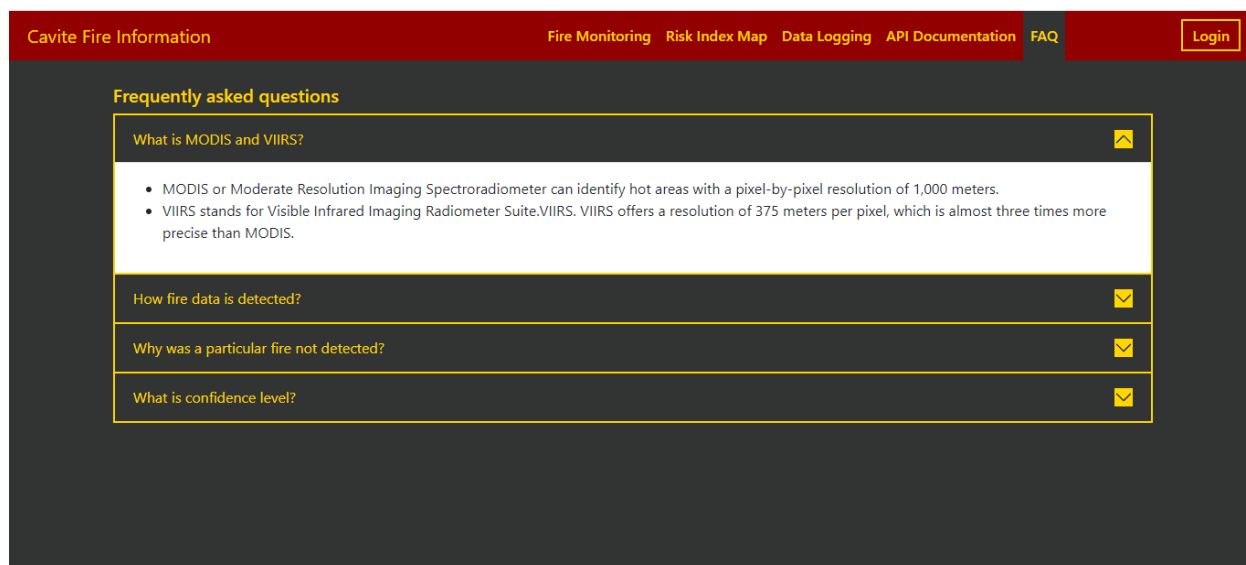 Cavite Fire Information
Fire Monitoring Risk Index Map Data Logging API Documentation FAQ Login
Frequently asked questions
What is MODIS and VIIRS?
MODIS or Moderate Resolution Imaging Spectroradiometer can identify hot areas with a pixel-by-pixel resolution of 1,000 meters.
VIIRS stands for Visible Infrared Imaging Radiometer Suite.VIIRS. VIIRS offers a resolution of 375 meters per pixel, which is almost three times more
precise than MODIS.
How fire data is detected?
Why was a particular fire not detected?
What is confidence level?